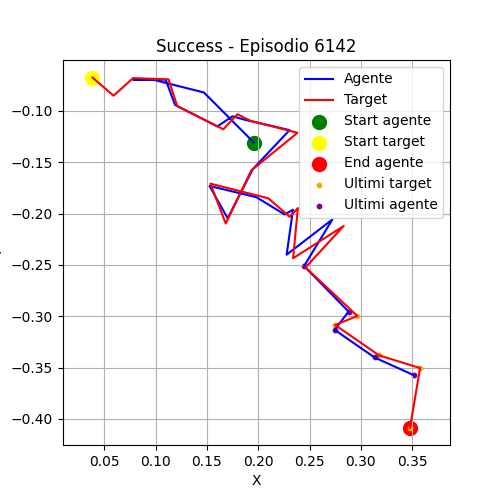 Success - Episodio 6142
Agente
Target
Start agente
Start target
End agente
Ultimi target
Ultimi agente
−0.10
−0.15
−0.20
−0.25
−0.30
−0.35
−0.40
0.05 0.10 0.15 0.20 0.25 0.30 0.35
X